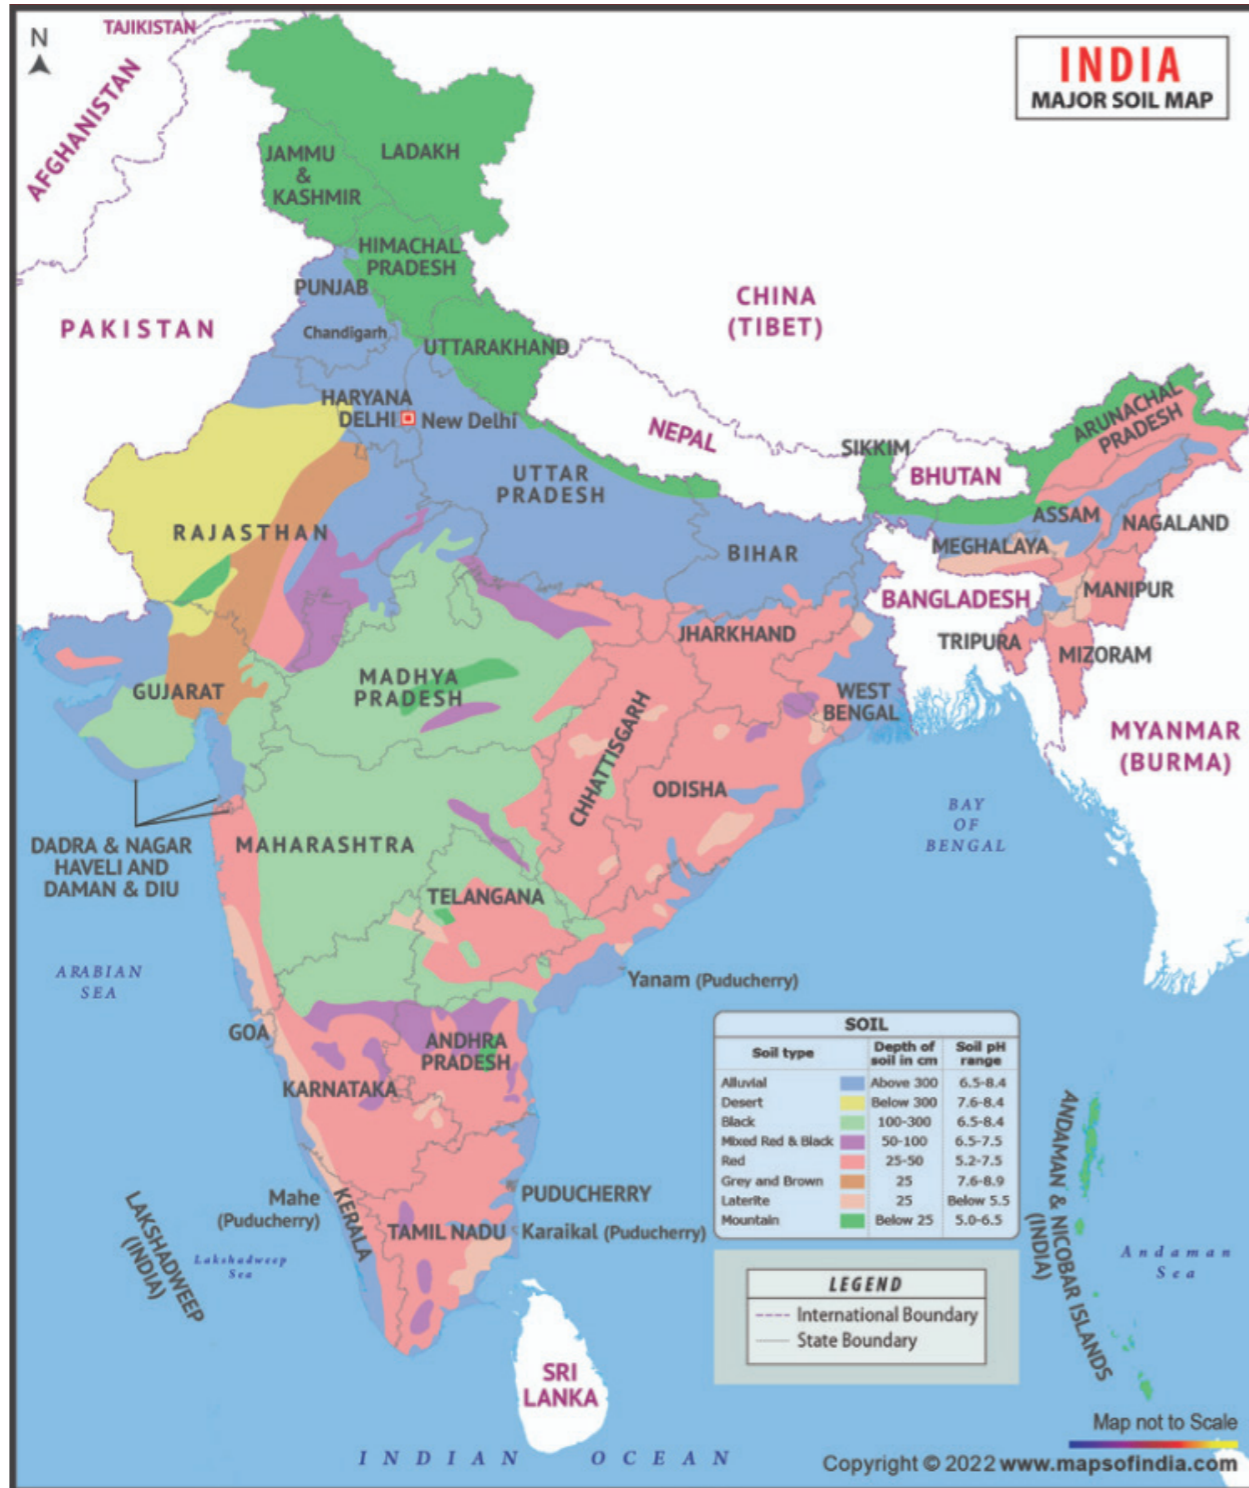 TAJIKISTAN
N
AFGHANISTAN
INDIA
MAJOR SOIL MAP
JAMMU
&
KASHMIR
LADAKH
HIMACHAL
PRADESH
PUNJAB
Chandigarh
PAKISTAN
UTTARAKHAND
CHINA
(TIBET)
HARYANA
DELHI
New Delhi
NEPAL
SIKKIM
BHUTAN
ARUNACHAL
PRADESH
UTTAR
PRADESH
RAJASTHAN
BIHAR
ASSAM
NAGALAND
MEGHALAYA
MANIPUR
BANGLADESH
TRIPURA
MIZORAM
JHARKHAND
GUJARAT
MADHYA
PRADESH
WEST
BENGAL
CHHATTISGARH
ODISHA
MYANMAR
(BURMA)
DADRA & NAGAR
HAVELI AND
DAMAN & DIU
MAHARASHTRA
BAY
OF
BENGAL
TELANGANA
ARABIAN
SEA
Yanam (Puducherry)
GOA
ANDHRA
PRADESH
KARNATAKA
SOIL
Soil type Depth of soil in cm Soil pH range
Alluvial Above 300 6.5-8.4
Desert Below 300 7.6-8.4
Black 100-300 6.5-8.4
Mixed Red & Black 50-100 6.5-7.5
Red 25-50 5.2-7.5
Grey and Brown 25 7.6-8.9
Laterite 25 Below 5.5
Mountain Below 25 5.0-6.5
ANDAMAN & NICOBAR ISLANDS
(INDIA)
LAKSHADWEEP
(INDIA)
Mahe
(Puducherry)
KERALA
PUDUCHERRY
TAMIL NADU
Karaikal (Puducherry)
Lakshadweep
Sea
Andaman
Sea
LEGEND
International Boundary
State Boundary
SRI
LANKA
INDIAN OCEAN
Map not to Scale
Copyright © 2022 www.mapsofindia.com